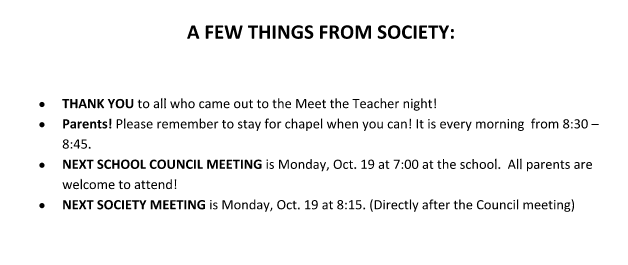 A FEW THINGS FROM SOCIETY:
• THANK YOU to all who came out to the Meet the Teacher night!
• Parents! Please remember to stay for chapel when you can! It is every morning  from 8:30 –
8:45.
• NEXT SCHOOL COUNCIL MEETING is Monday, Oct. 19 at 7:00 at the school.  All parents are
welcome to attend!
• NEXT SOCIETY MEETING is Monday, Oct. 19 at 8:15. (Directly after the Council meeting)